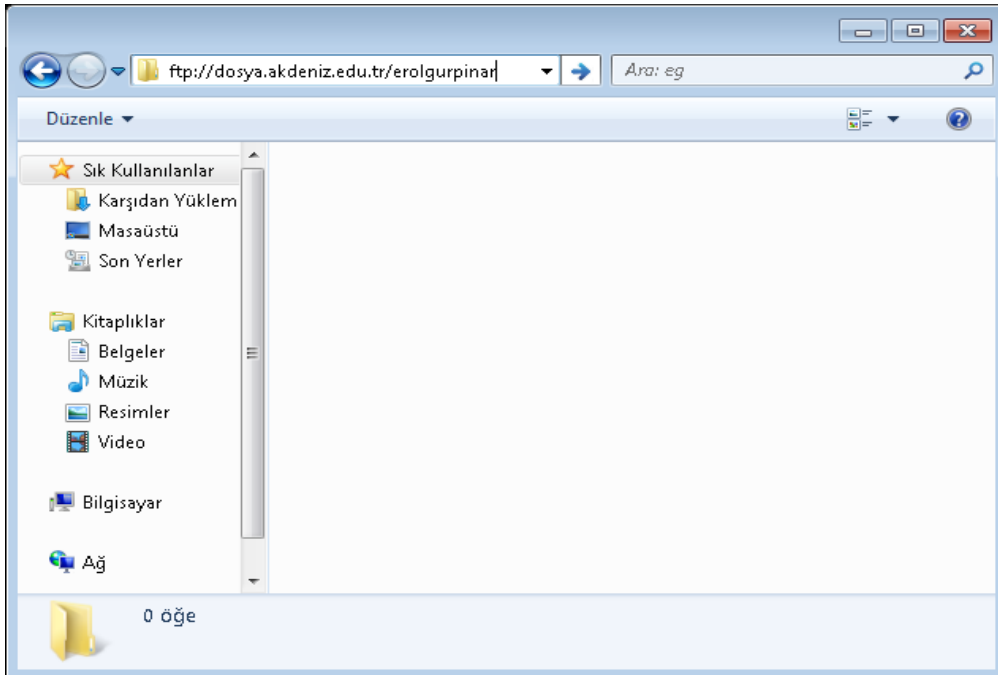 ftp://dosya.akdeniz.edu.tr/erolgurpinar
Ara: eg
Düzenle
Sık Kullanılanlar
Karşıdan Yüklem
Masaüstü
Son Yerler
Kitaplıklar
Belgeler
Müzik
Resimler
Video
Bilgisayar
Ağ
0 öğe